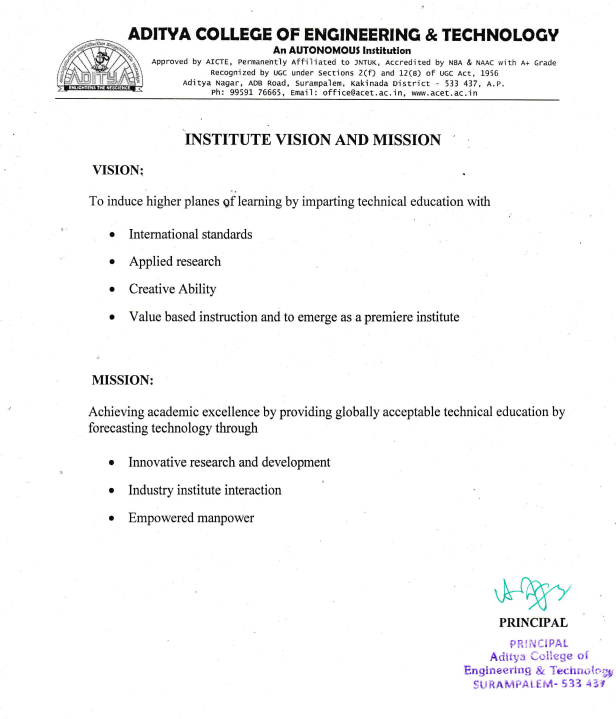 ADITYA COLLEGE OF ENGINEERING & TECHNOLOGY
An AUTONOMOUS Institution
Approved by AICTE, Permanently Affiliated to JNTUK, Accredited by NBA & NAAC with A+ Grade
Recognized by UGC under Sections 2(f) and 12(B) of UGC Act, 1956
Aditya Nagar, ADB Road, Surampalem, Kakinada District - 533 437, A.P.
Ph: 99591 76665, Email: office@acet.ac.in, www.acet.ac.in
ADITYA
ENLIGHTENS THE NESCIENCE
INSTITUTE VISION AND MISSION
VISION:
To induce higher planes of learning by imparting technical education with
• International standards
• Applied research
• Creative Ability
• Value based instruction and to emerge as a premiere institute
MISSION:
Achieving academic excellence by providing globally acceptable technical education by
forecasting technology through
• Innovative research and development
• Industry institute interaction
• Empowered manpower
PRINCIPAL
PRINCIPAL
Aditya College of
Engineering & Technology
SURAMPALEM- 533 437